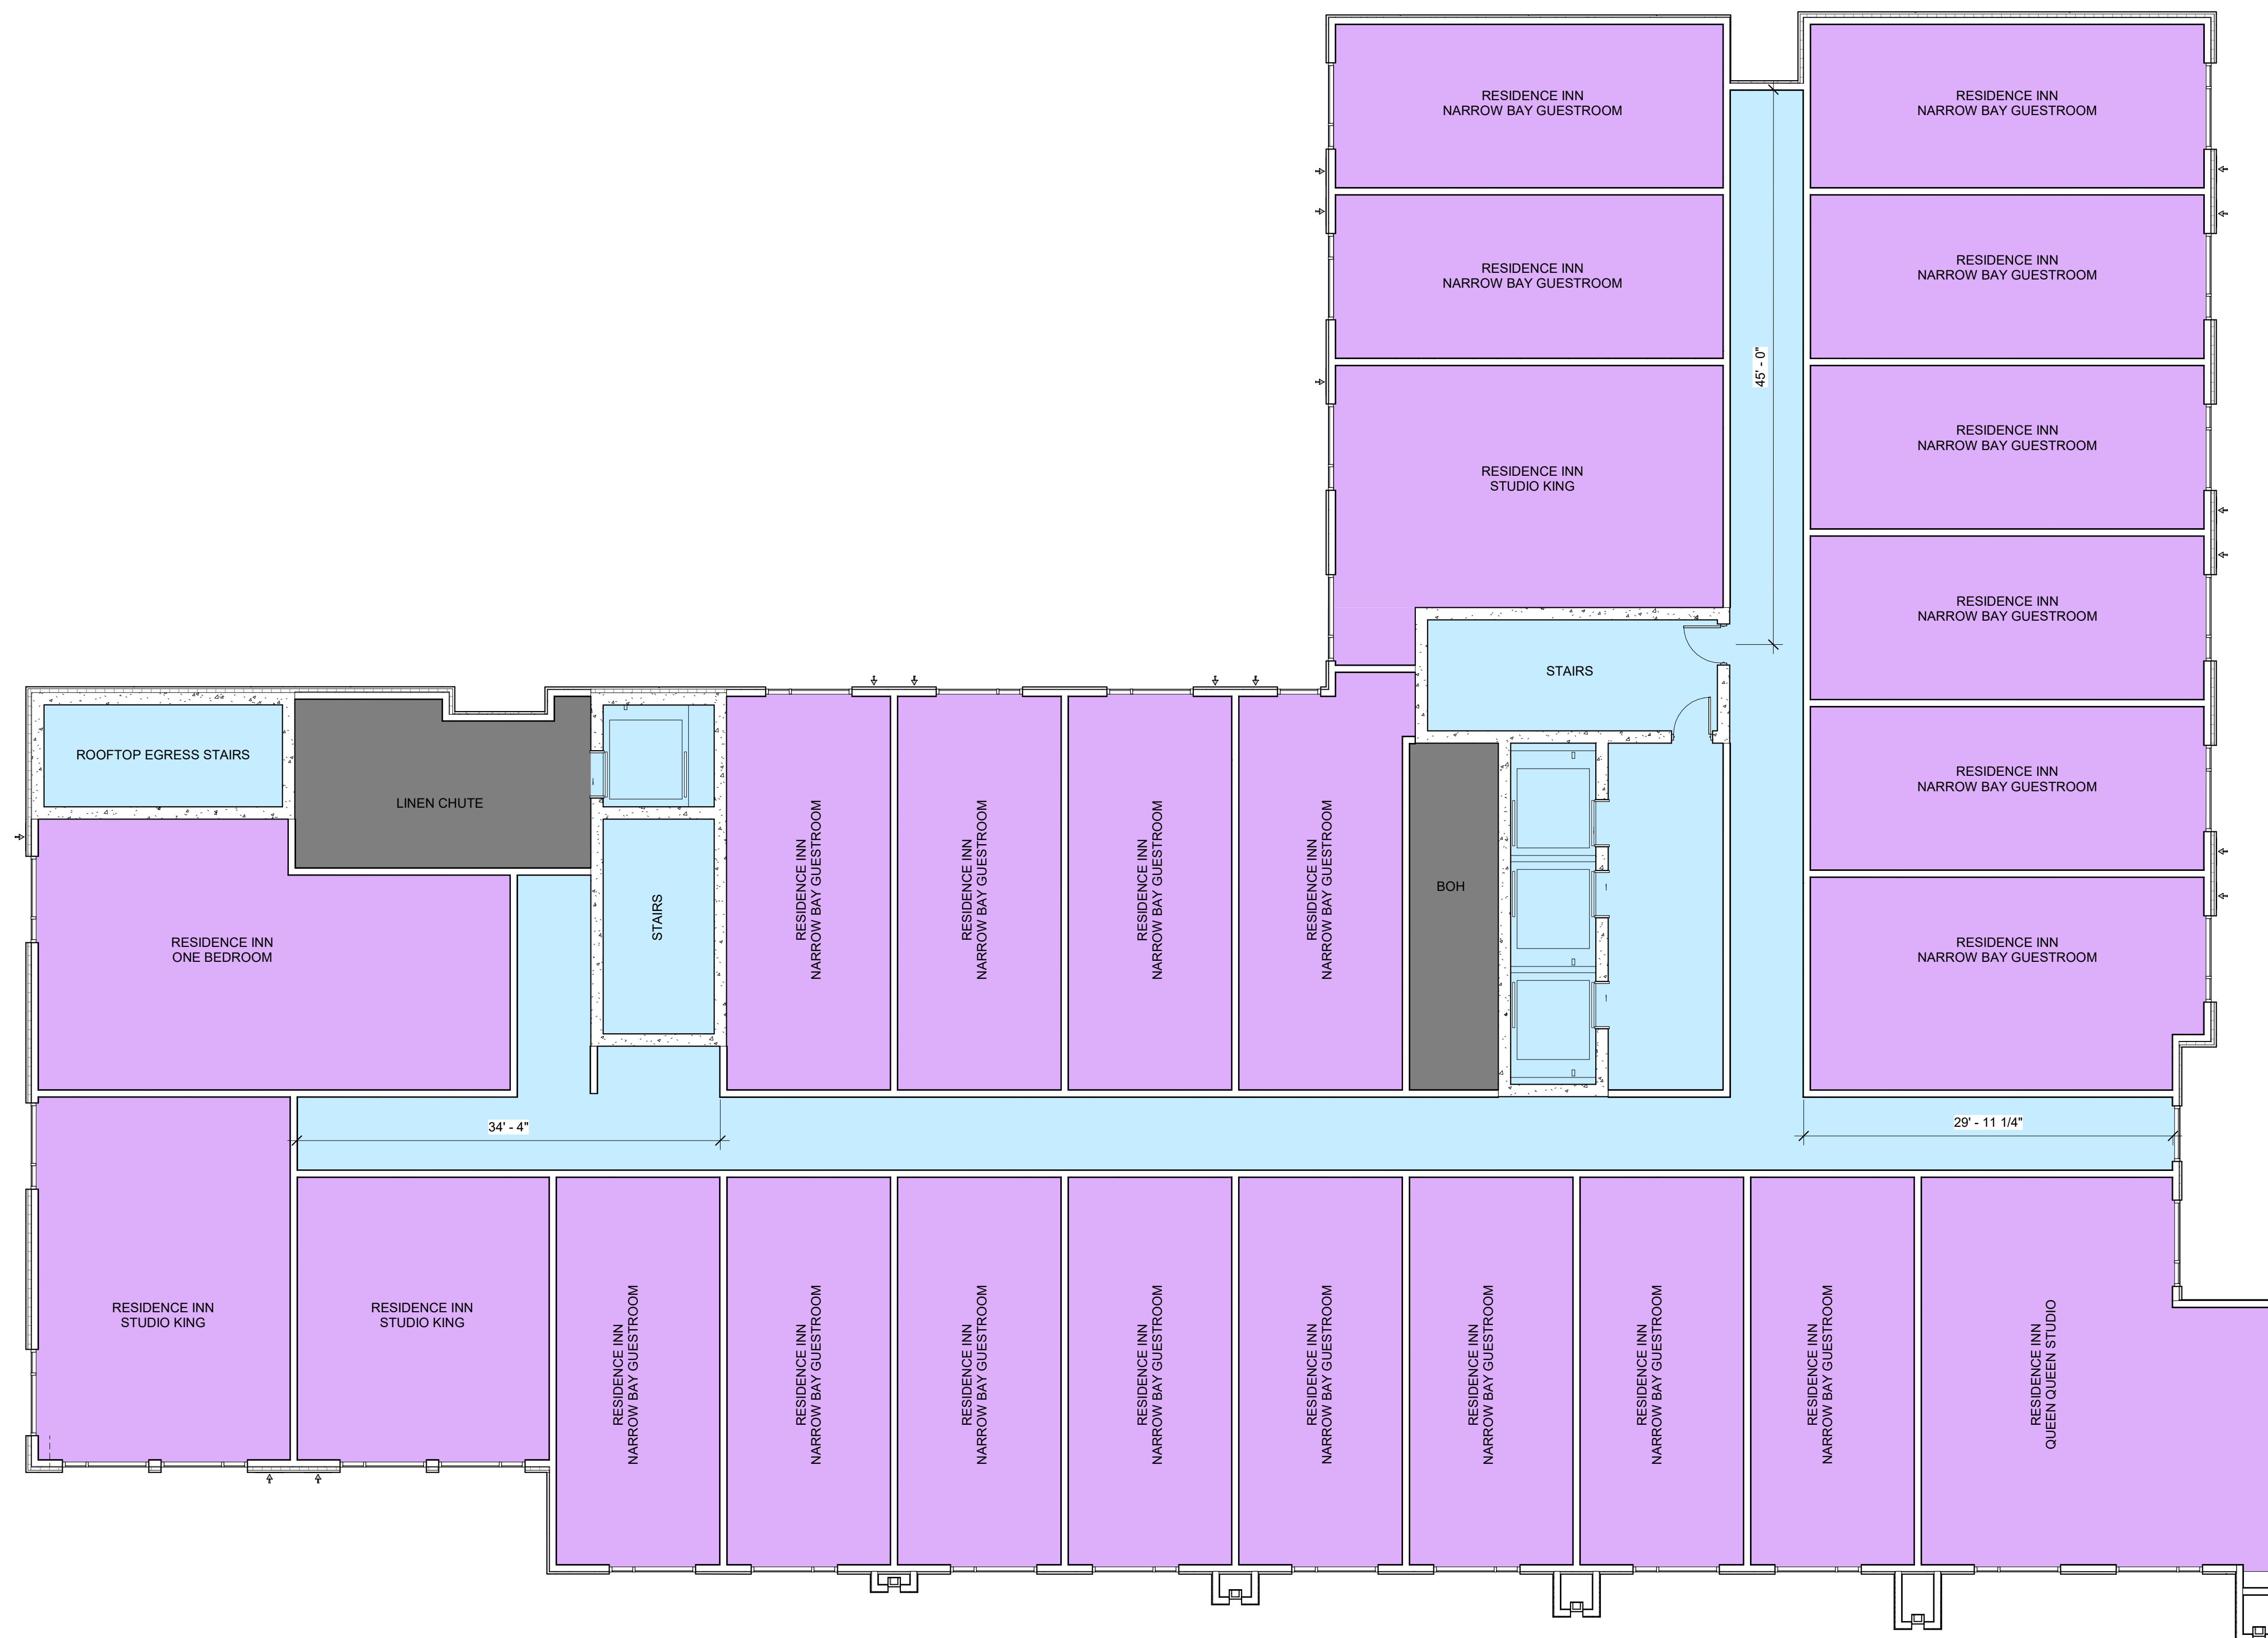 RESIDENCE INN
NARROW BAY GUESTROOM
RESIDENCE INN
NARROW BAY GUESTROOM
RESIDENCE INN
NARROW BAY GUESTROOM
RESIDENCE INN
NARROW BAY GUESTROOM
45' - 0"
RESIDENCE INN
STUDIO KING
RESIDENCE INN
NARROW BAY GUESTROOM
RESIDENCE INN
NARROW BAY GUESTROOM
STAIRS
ROOFTOP EGRESS STAIRS
LINEN CHUTE
RESIDENCE INN
NARROW BAY GUESTROOM
RESIDENCE INN
ONE BEDROOM
STAIRS
RESIDENCE INN
NARROW BAY GUESTROOM
RESIDENCE INN
NARROW BAY GUESTROOM
RESIDENCE INN
NARROW BAY GUESTROOM
RESIDENCE INN
NARROW BAY GUESTROOM
BOH
RESIDENCE INN
NARROW BAY GUESTROOM
34' - 4"
29' - 11 1/4"
RESIDENCE INN
STUDIO KING
RESIDENCE INN
STUDIO KING
RESIDENCE INN
NARROW BAY GUESTROOM
RESIDENCE INN
NARROW BAY GUESTROOM
RESIDENCE INN
NARROW BAY GUESTROOM
RESIDENCE INN
NARROW BAY GUESTROOM
RESIDENCE INN
NARROW BAY GUESTROOM
RESIDENCE INN
NARROW BAY GUESTROOM
RESIDENCE INN
NARROW BAY GUESTROOM
RESIDENCE INN
NARROW BAY GUESTROOM
RESIDENCE INN
QUEEN QUEEN STUDIO